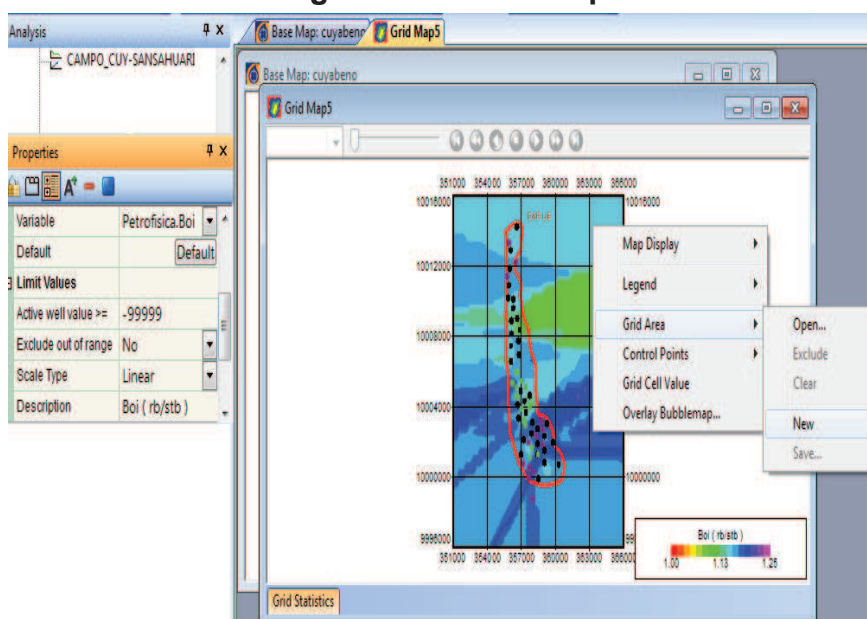 Analysis
CAMPO_CUY-SANSAHUARI
Properties
Variable Petrofisica.Boi
Default Default
Limit Values
Active well value >= -99999
Exclude out of range No
Scale Type Linear
Description Boi ( rb/stb )
Base Map: cuyabeno Grid Map5
Base Map: cuyabeno
Grid Map5
351000 354000 357000 360000 363000 366000
10016000 10016000
10012000
10008000
10004000
10000000 10000000
9996000 99
351000 354000 357000 360000 363000 366000
Map Display
Legend
Grid Area
Control Points
Grid Cell Value
Overlay Bubblemap...
Open...
Exclude
Clear
New
Save...
Boi ( rb/stb )
1.00 1.13 1.25
Grid Statistics